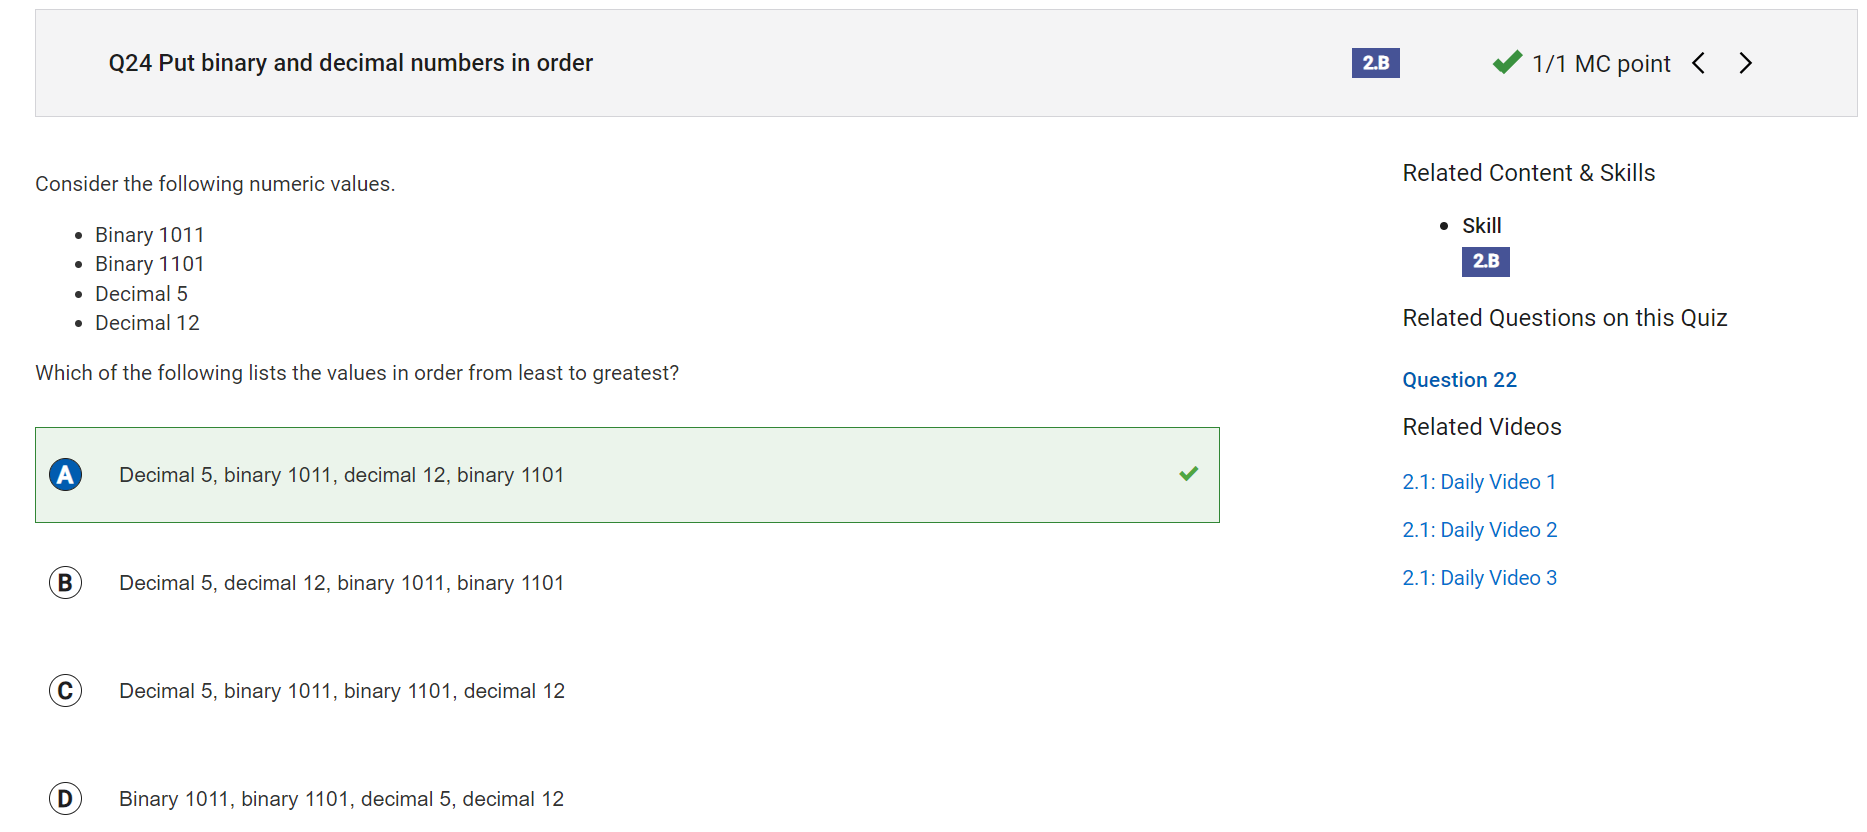 Q24 Put binary and decimal numbers in order
2.B
1/1 MC point
Consider the following numeric values.
Binary 1011
Binary 1101
Decimal 5
Decimal 12
Which of the following lists the values in order from least to greatest?
A Decimal 5, binary 1011, decimal 12, binary 1101
B Decimal 5, decimal 12, binary 1011, binary 1101
C Decimal 5, binary 1011, binary 1101, decimal 12
D Binary 1011, binary 1101, decimal 5, decimal 12
Related Content & Skills
Skill
2.B
Related Questions on this Quiz
Question 22
Related Videos
2.1: Daily Video 1
2.1: Daily Video 2
2.1: Daily Video 3